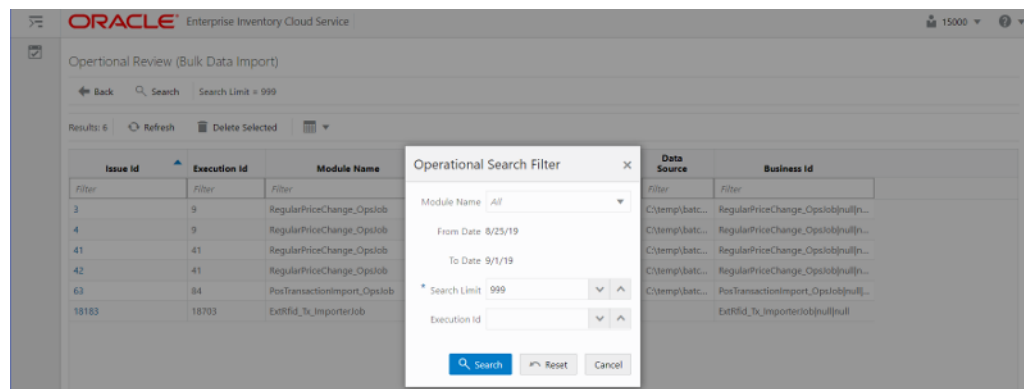 ORACLE® Enterprise Inventory Cloud Service 15000
Opertional Review (Bulk Data Import)
Back Search Search Limit = 999
Results: 6 Refresh Delete Selected
Issue Id Execution Id Module Name Data Source Business Id
Filter Filter Filter Filter Filter
3 9 RegularPriceChange_OpsJob C:\temp\batc... RegularPriceChange_OpsJob|null|n...
4 9 RegularPriceChange_OpsJob C:\temp\batc... RegularPriceChange_OpsJob|null|n...
41 41 RegularPriceChange_OpsJob C:\temp\batc... RegularPriceChange_OpsJob|null|n...
42 41 RegularPriceChange_OpsJob C:\temp\batc... RegularPriceChange_OpsJob|null|n...
63 84 PosTransactionImport_OpsJob C:\temp\batc... PosTransactionImport_OpsJob|null|...
18183 18703 ExtRfid_Tx_ImporterJob ExtRfid_Tx_ImporterJob|null|null
Operational Search Filter
Module Name All
From Date 8/25/19
To Date 9/1/19
* Search Limit 999
Execution Id
Search Reset Cancel